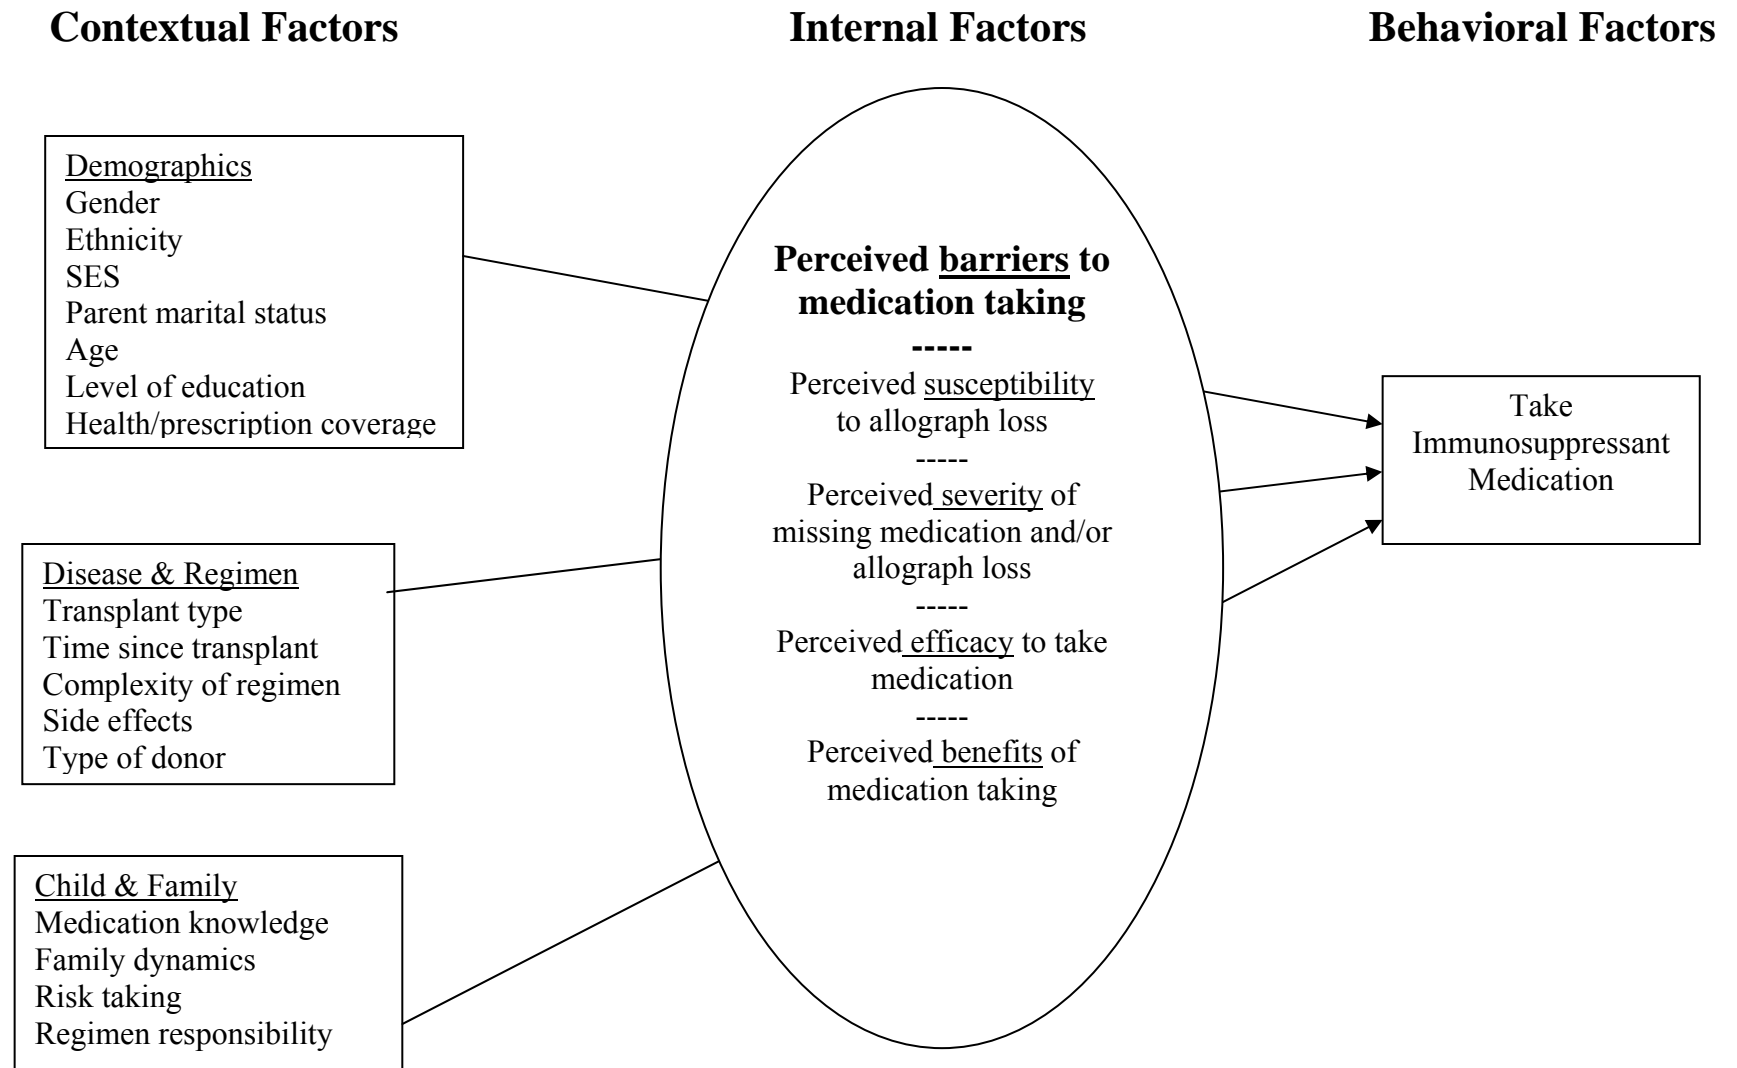 Contextual Factors
Internal Factors
Behavioral Factors
Demographics
Gender
Ethnicity
SES
Parent marital status
Age
Level of education
Health/prescription coverage
Disease & Regimen
Transplant type
Time since transplant
Complexity of regimen
Side effects
Type of donor
Child & Family
Medication knowledge
Family dynamics
Risk taking
Regimen responsibility
Perceived barriers to
medication taking
-----
Perceived susceptibility
to allograph loss
-----
Perceived severity of
missing medication and/or
allograph loss
-----
Perceived efficacy to take
medication
-----
Perceived benefits of
medication taking
Take
Immunosuppressant
Medication